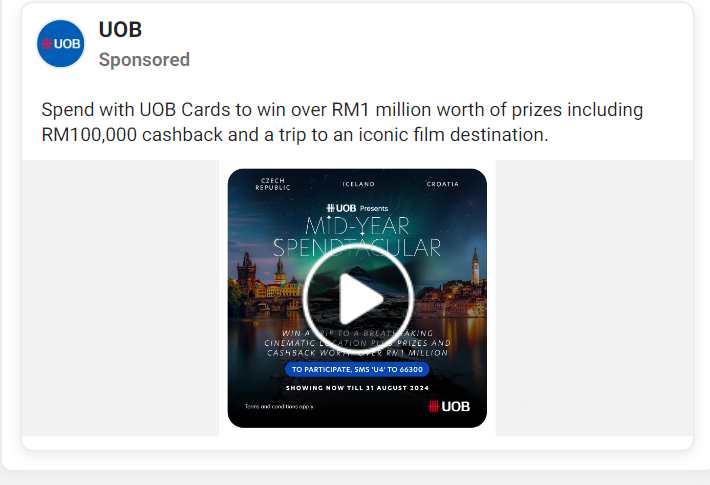 UOB
UOB
Sponsored
Spend with UOB Cards to win over RM1 million worth of prizes including
RM100,000 cashback and a trip to an iconic film destination.
CZECH
REPUBLIC
ICELAND
CROATIA
UOB Presents
MID-YEAR
SPENDTACULAR
WIN A TRIP TO A BREATHTAKING
CINEMATIC LOCATION PLUS PRIZES AND
CASHBACK WORTH OVER RM1 MILLION
TO PARTICIPATE, SMS 'U4' TO 66300
SHOWING NOW TILL 31 AUGUST 2024
Terms and conditions apply.
UOB